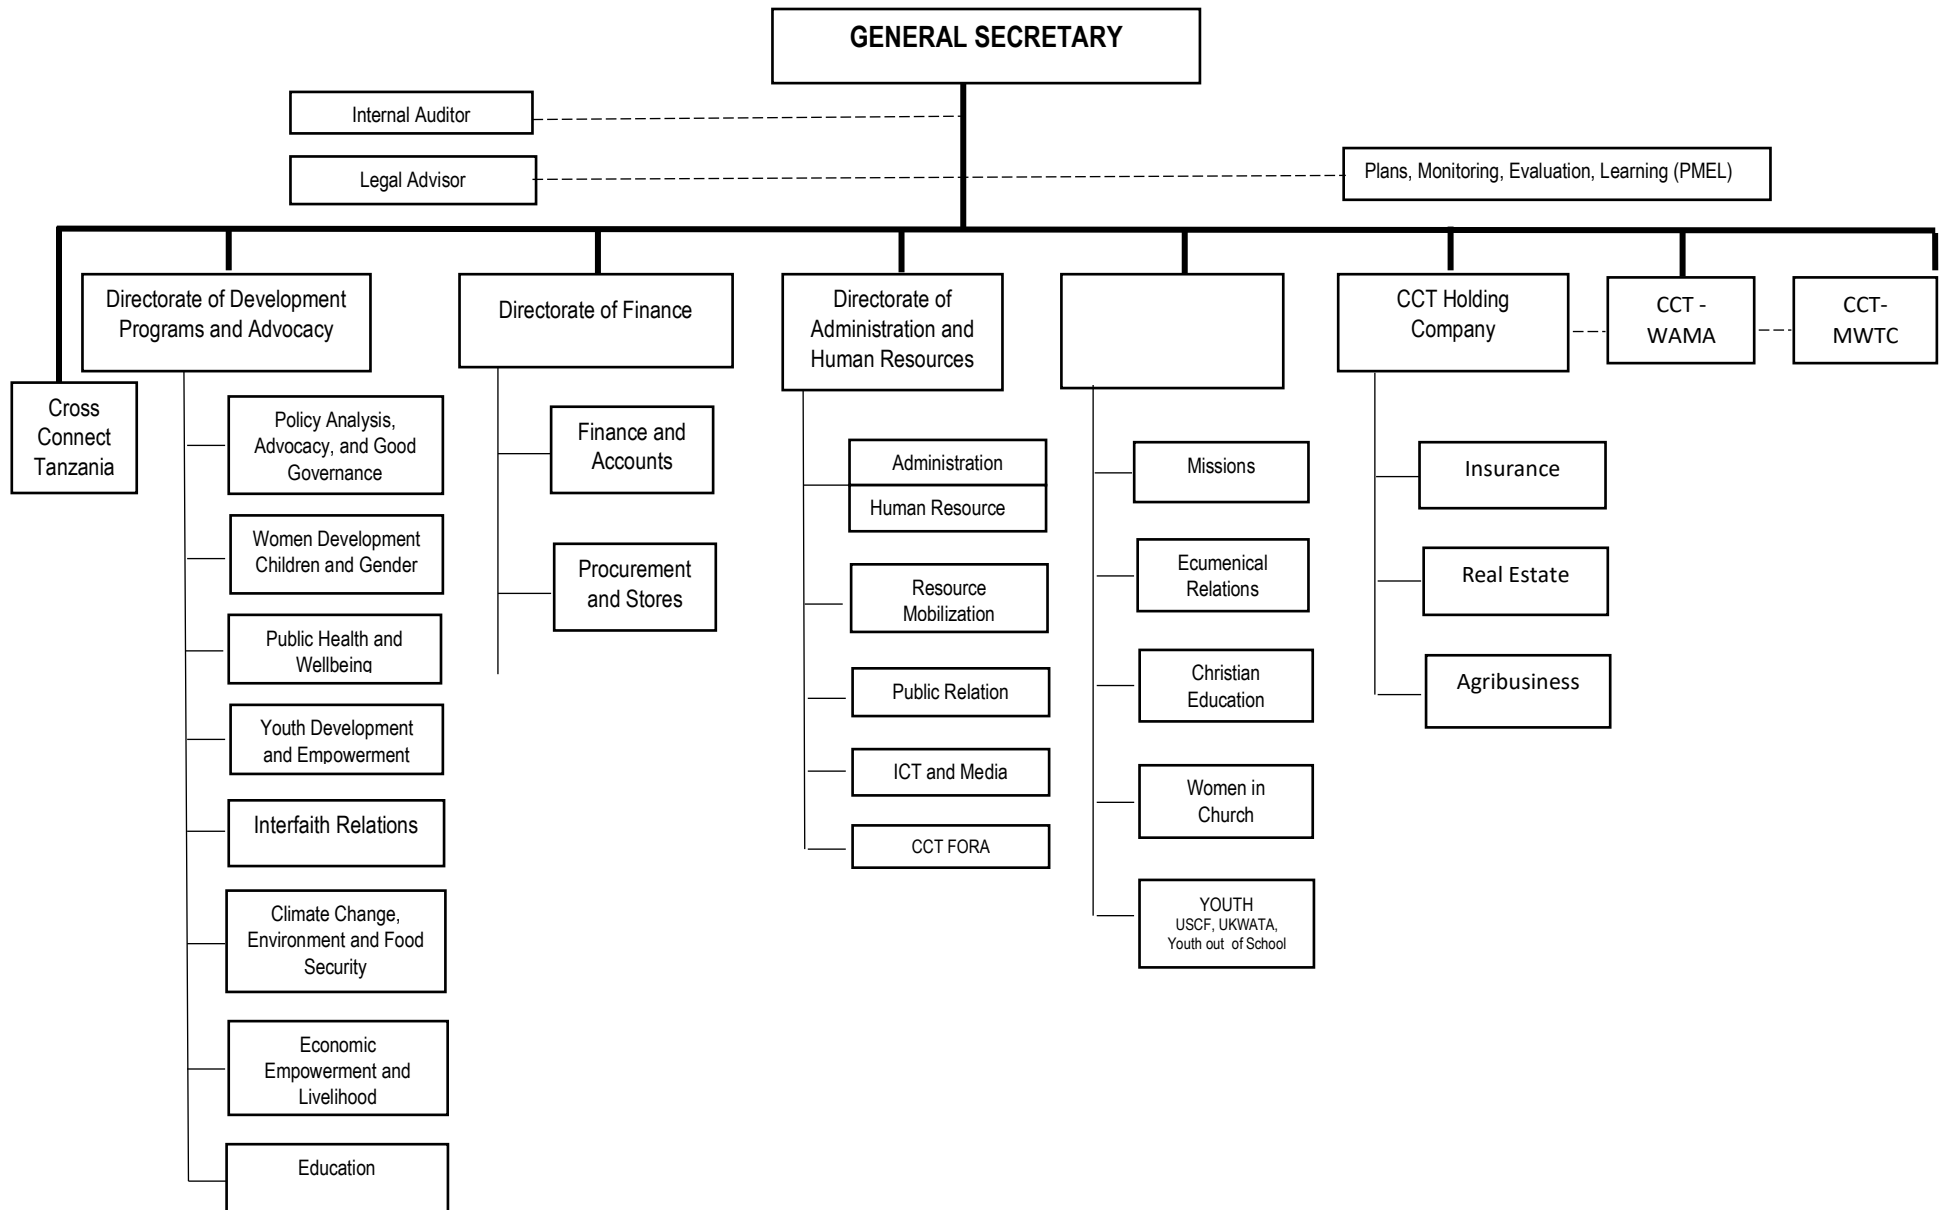 GENERAL SECRETARY
Internal Auditor
Legal Advisor
Plans, Monitoring, Evaluation, Learning (PMEL)
Directorate of Development
Programs and Advocacy
Directorate of Finance
Directorate of
Administration and
Human Resources
CCT Holding
Company
CCT -
WAMA
CCT-
MWTC
Cross
Connect
Tanzania
Policy Analysis,
Advocacy, and Good
Governance
Women Development
Children and Gender
Public Health and
Wellbeing
Youth Development
and Empowerment
Interfaith Relations
Climate Change,
Environment and Food
Security
Economic
Empowerment and
Livelihood
Education
Finance and
Accounts
Procurement
and Stores
Administration
Human Resource
Resource
Mobilization
Public Relation
ICT and Media
CCT FORA
Missions
Ecumenical
Relations
Christian
Education
Women in
Church
YOUTH
USCF, UKWATA,
Youth out of School
Insurance
Real Estate
Agribusiness